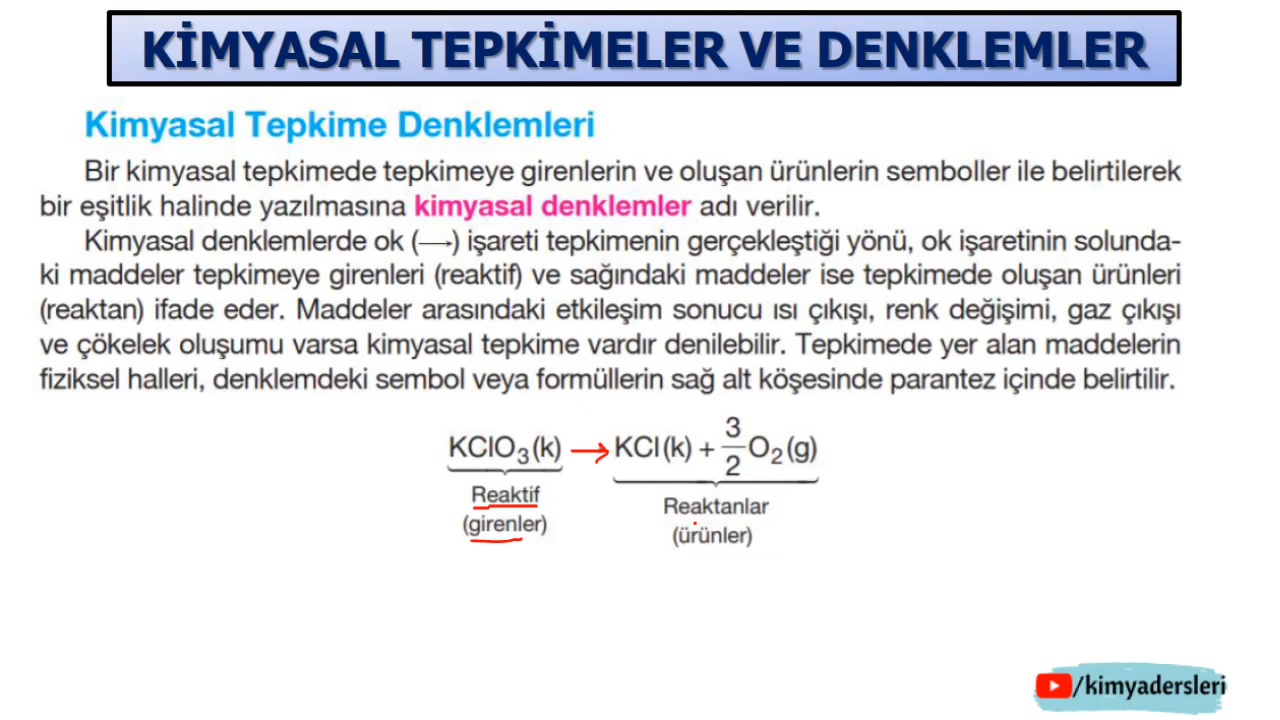 KİMYASAL TEPKİMELER VE DENKLEMLER
Kimyasal Tepkime Denklemleri
Bir kimyasal tepkimede tepkimeye girenlerin ve oluşan ürünlerin semboller ile belirtilerek
bir eşitlik halinde yazılmasına kimyasal denklemler adı verilir.
Kimyasal denklemlerde ok (⟶) işareti tepkimenin gerçekleştiği yönü, ok işaretinin solunda-
ki maddeler tepkimeye girenleri (reaktif) ve sağındaki maddeler ise tepkimede oluşan ürünleri
(reaktan) ifade eder. Maddeler arasındaki etkileşim sonucu ısı çıkışı, renk değişimi, gaz çıkışı
ve çökelek oluşumu varsa kimyasal tepkime vardır denilebilir. Tepkimede yer alan maddelerin
fiziksel halleri, denklemdeki sembol veya formüllerin sağ alt köşesinde parantez içinde belirtilir.
KClO₃(k) → KCl(k) + 3/2 O₂(g)
Reaktif Reaktanlar
(girenler) (ürünler)
/kimyadersleri